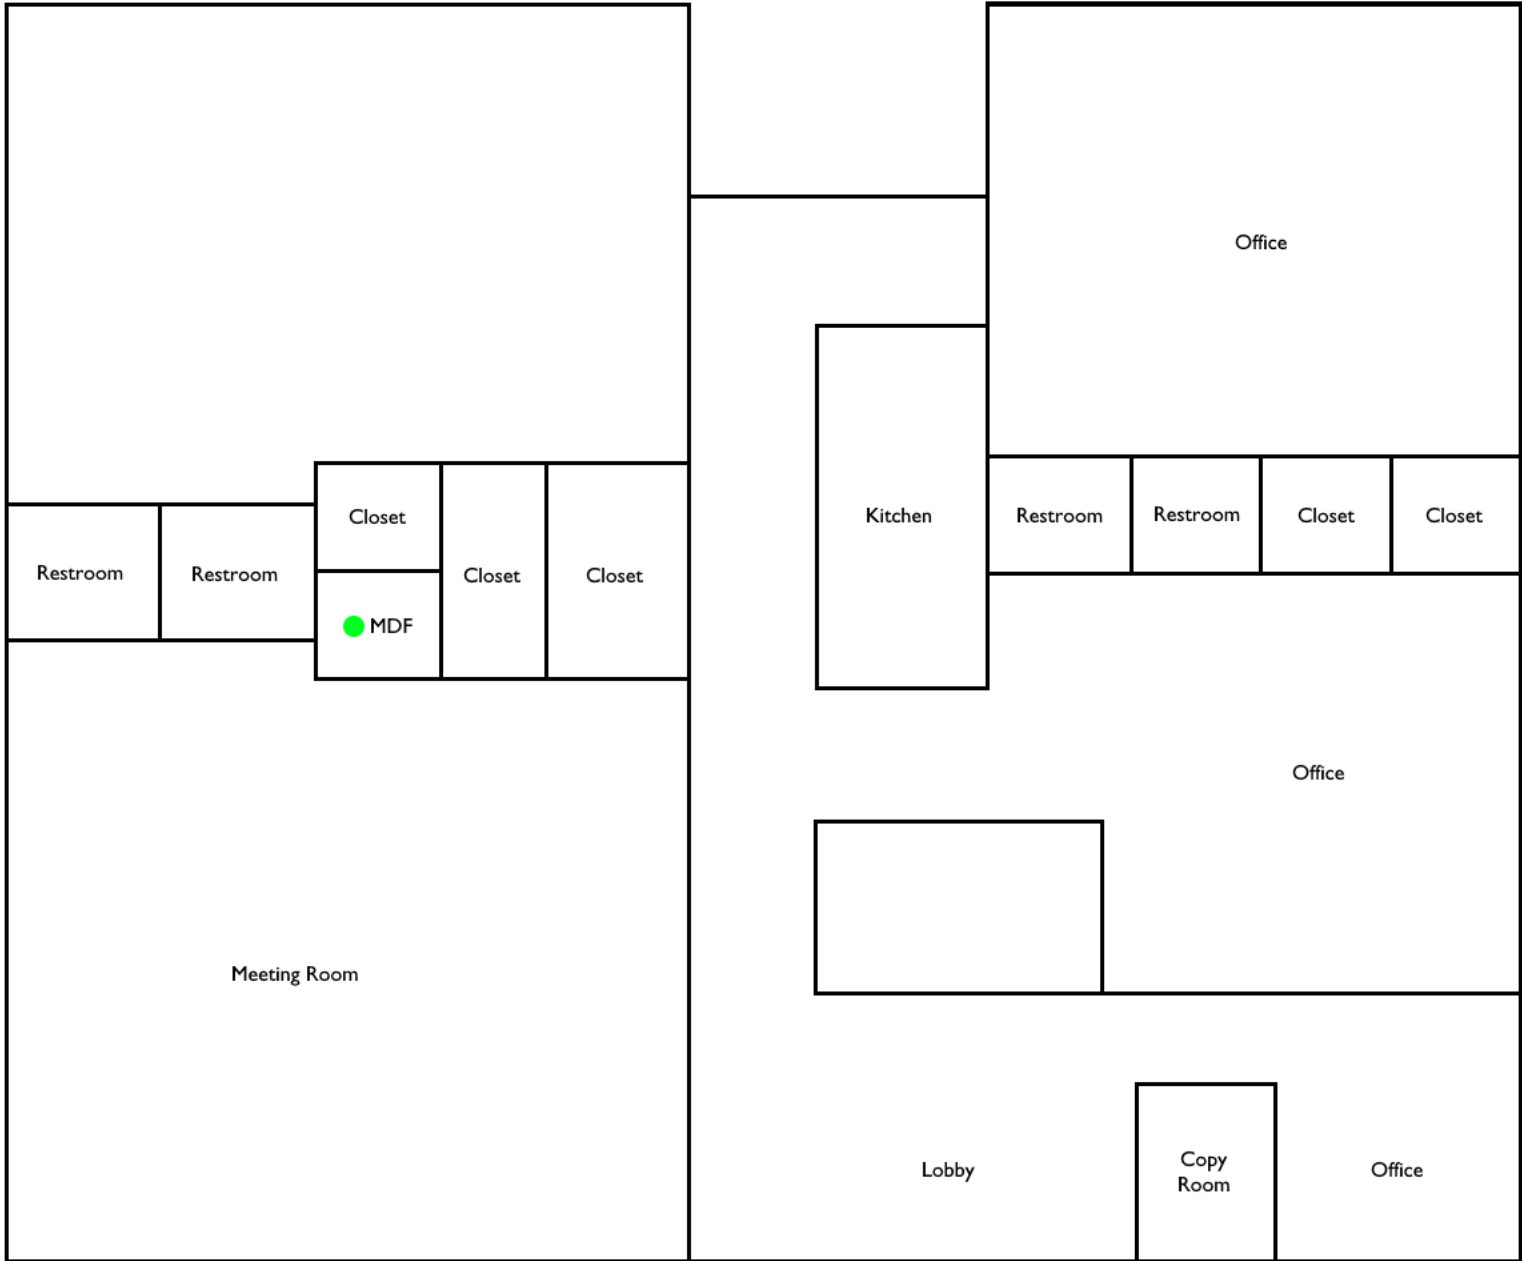 Office
Kitchen
Restroom
Restroom
Closet
Closet
Closet
Restroom
Restroom
Closet
Closet
MDF
Office
Meeting Room
Lobby
Copy
Room
Office